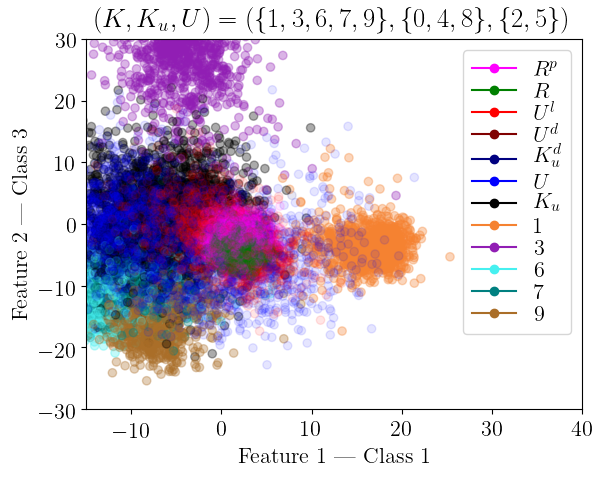 (K, K_u, U) = ({1, 3, 6, 7, 9}, {0, 4, 8}, {2, 5})
30
20
10
0
−10
−20
−30
Feature 2 — Class 3
R^p
R
U^l
U^d
K_u^d
U
K_u
1
3
6
7
9
−10
0
10
20
30
40
Feature 1 — Class 1